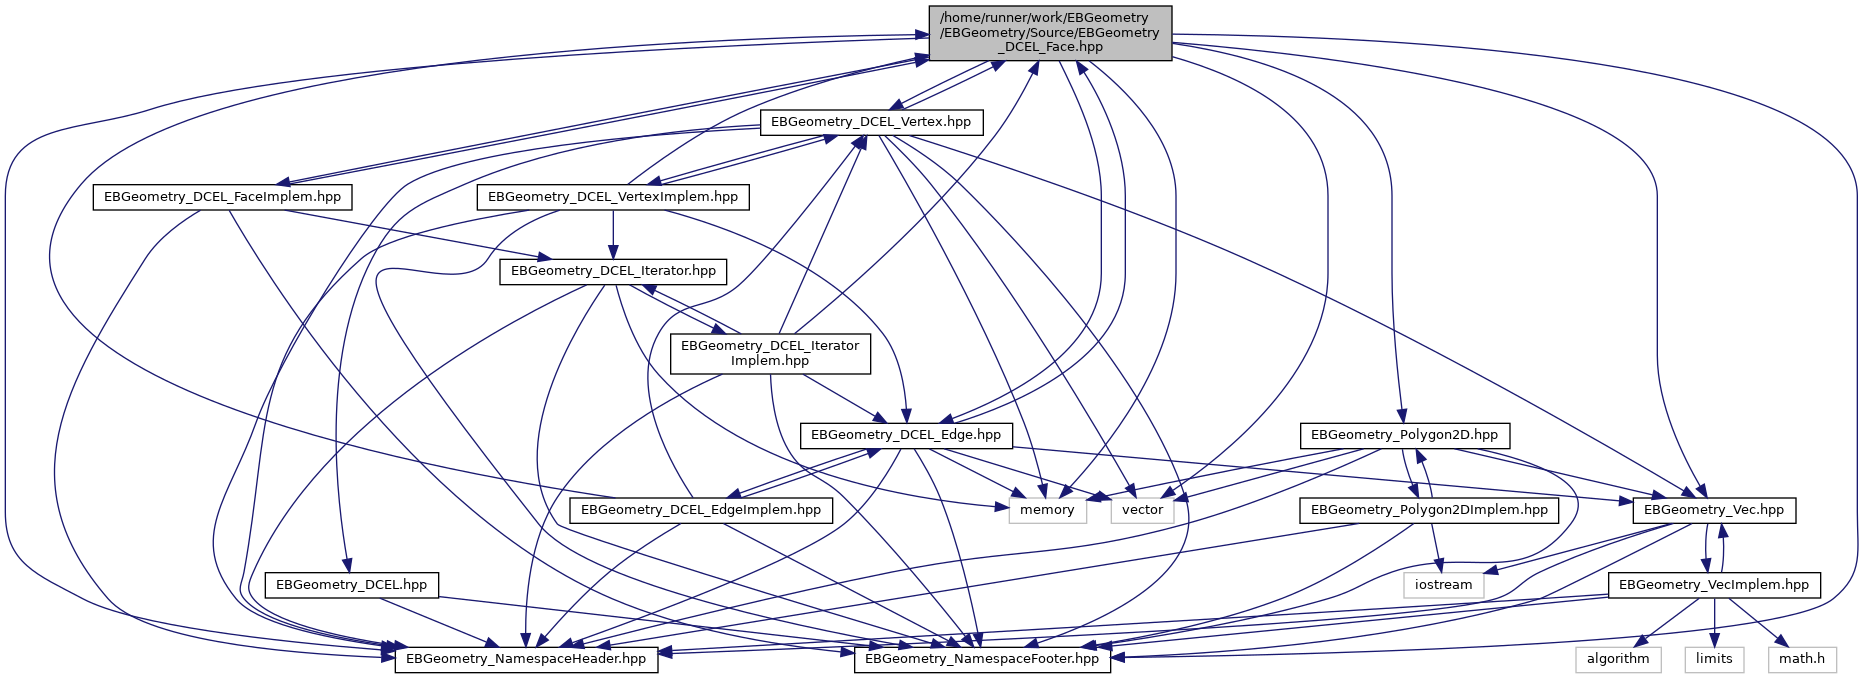 /home/runner/work/EBGeometry
/EBGeometry/Source/EBGeometry
_DCEL_Face.hpp
EBGeometry_DCEL_Vertex.hpp
EBGeometry_DCEL_FaceImplem.hpp
EBGeometry_DCEL_VertexImplem.hpp
EBGeometry_DCEL_Iterator.hpp
EBGeometry_DCEL_Iterator
Implem.hpp
EBGeometry_DCEL_Edge.hpp
EBGeometry_Polygon2D.hpp
EBGeometry_DCEL_EdgeImplem.hpp
memory
vector
EBGeometry_Polygon2DImplem.hpp
EBGeometry_Vec.hpp
EBGeometry_DCEL.hpp
iostream
EBGeometry_VecImplem.hpp
EBGeometry_NamespaceHeader.hpp
EBGeometry_NamespaceFooter.hpp
algorithm
limits
math.h